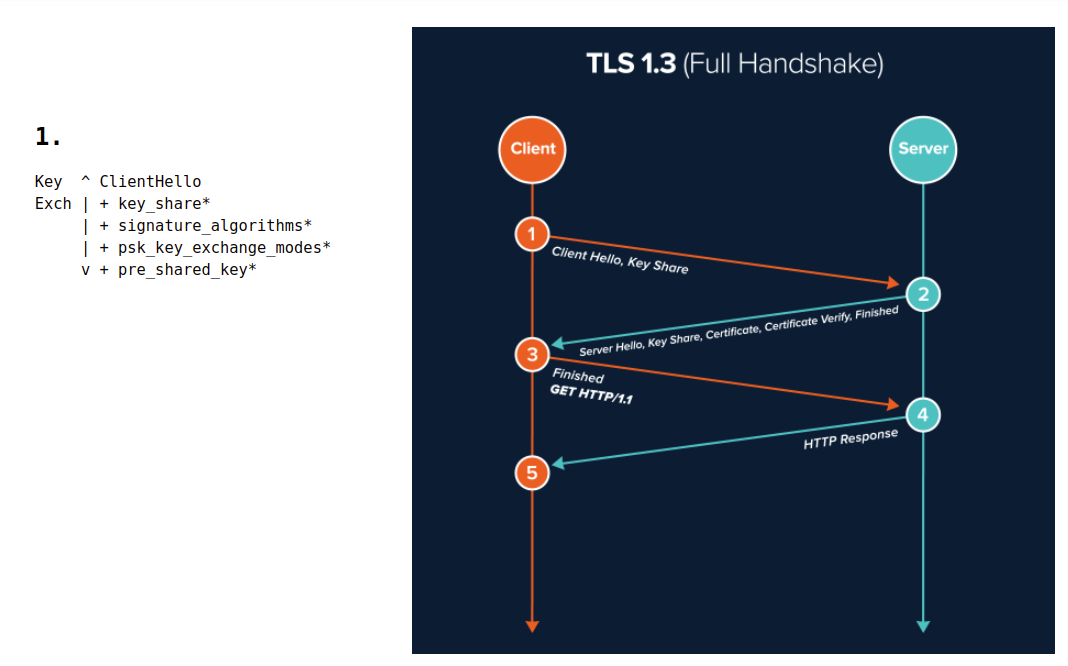 1.
Key  ^ ClientHello
Exch | + key_share*
     | + signature_algorithms*
     | + psk_key_exchange_modes*
     v + pre_shared_key*
TLS 1.3 (Full Handshake)
Client
Server
1
Client Hello, Key Share
2
Server Hello, Key Share, Certificate, Certificate Verify, Finished
3
Finished
GET HTTP/1.1
4
HTTP Response
5